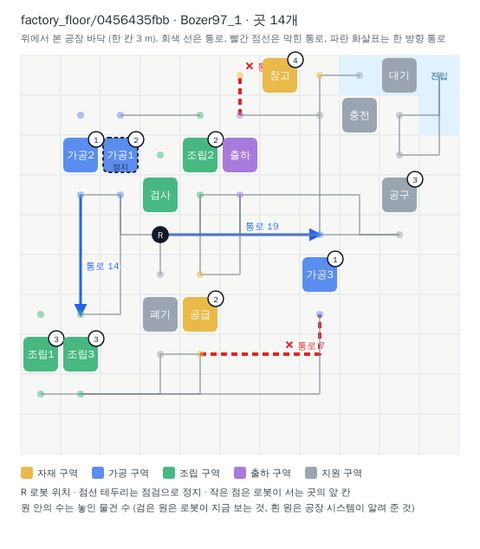 factory_floor/0456435fbb · Bozer97_1 · 곳 14개
위에서 본 공장 바닥 (한 칸 3 m). 회색 선은 통로, 빨간 점선은 막힌 통로, 파란 화살표는 한 방향 통로
✖ 통
창고
4
대기
전립
충전
1
2
2
가공2
가공1
정지
조립2
출하
3
검사
공구
R
통로 19
통로 14
1
가공3
2
폐기
공급
✖ 통로 7
3
3
조립1
조립3
자재 구역
가공 구역
조립 구역
출하 구역
지원 구역
R 로봇 위치 · 점선 테두리는 점검으로 정지 · 작은 점은 로봇이 서는 곳의 앞 칸
원 안의 수는 놓인 물건 수 (검은 원은 로봇이 지금 보는 것, 흰 원은 공장 시스템이 알려 준 것)